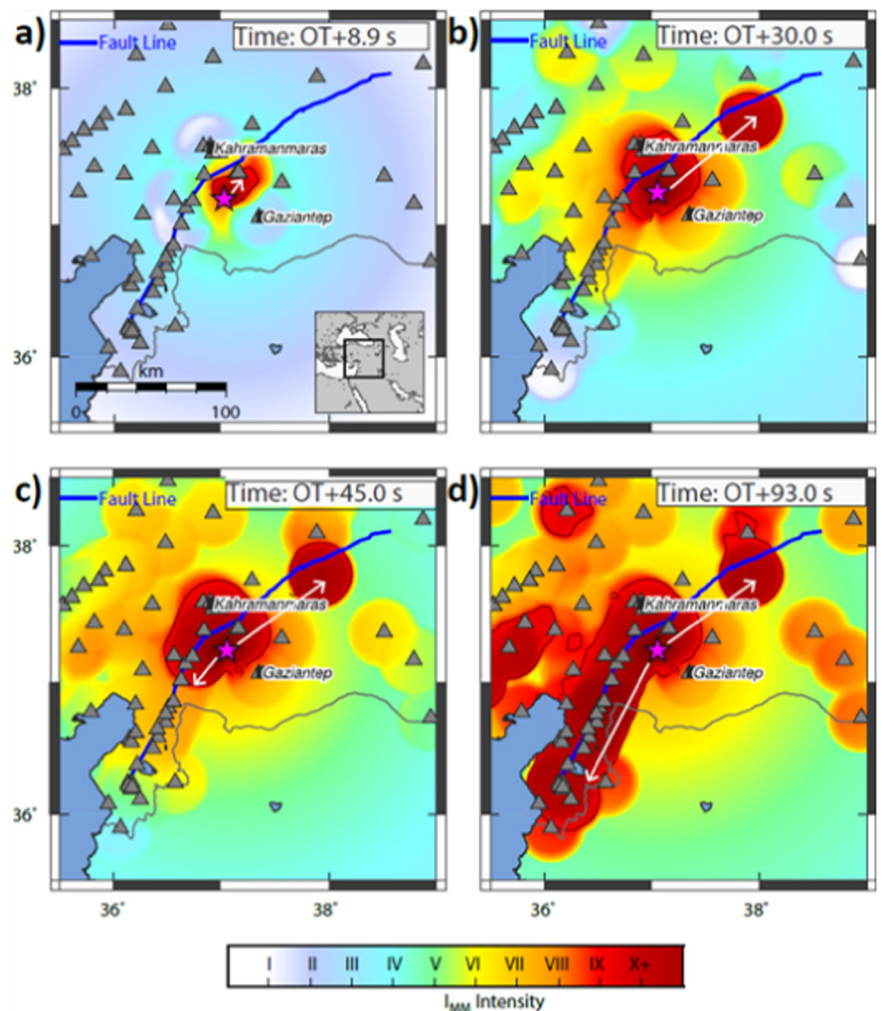 a)
Fault Line
Time: OT+8.9 s
38°
Kahramanmaras
Gaziantep
36°
km
0
100
b)
Fault Line
Time: OT+30.0 s
Kahramanmaras
Gaziantep
c)
Fault Line
Time: OT+45.0 s
38°
Kahramanmaras
Gaziantep
36°
36°
38°
d)
Fault Line
Time: OT+93.0 s
Kahramanmaras
Gaziantep
36°
38°
I II III IV V VI VII VIII IX X+
IMM Intensity